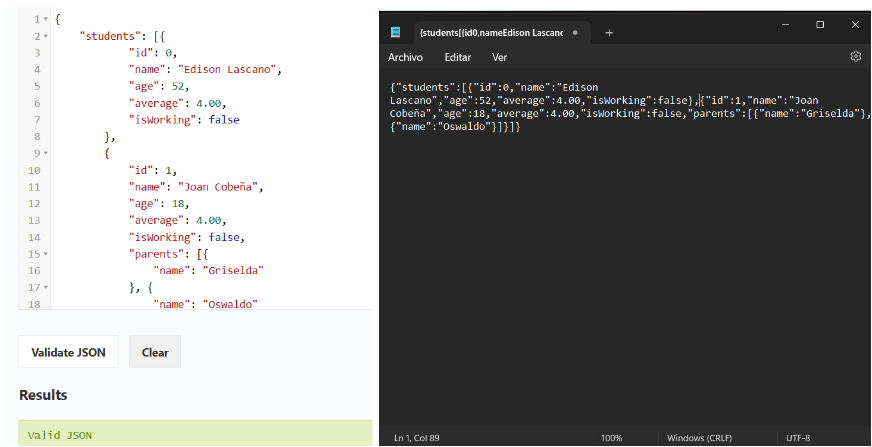 1 {
2 "students": [{
3 "id": 0,
4 "name": "Edison Lascano",
5 "age": 52,
6 "average": 4.00,
7 "isWorking": false
8 },
9 {
10 "id": 1,
11 "name": "Joan Cobeña",
12 "age": 18,
13 "average": 4.00,
14 "isWorking": false,
15 "parents": [{
16 "name": "Griselda"
17 }, {
18 "name": "Oswaldo"
Validate JSON Clear
Results
Valid JSON
{students[{id0,nameEdison Lascanc
Archivo Editar Ver
{"students":[{"id":0,"name":"Edison
Lascano","age":52,"average":4.00,"isWorking":false},{"id":1,"name":"Joan
Cobeña","age":18,"average":4.00,"isWorking":false,"parents":[{"name":"Griselda"},
{"name":"Oswaldo"}]}]}
Ln 1, Col 89 100% Windows (CRLF) UTF-8